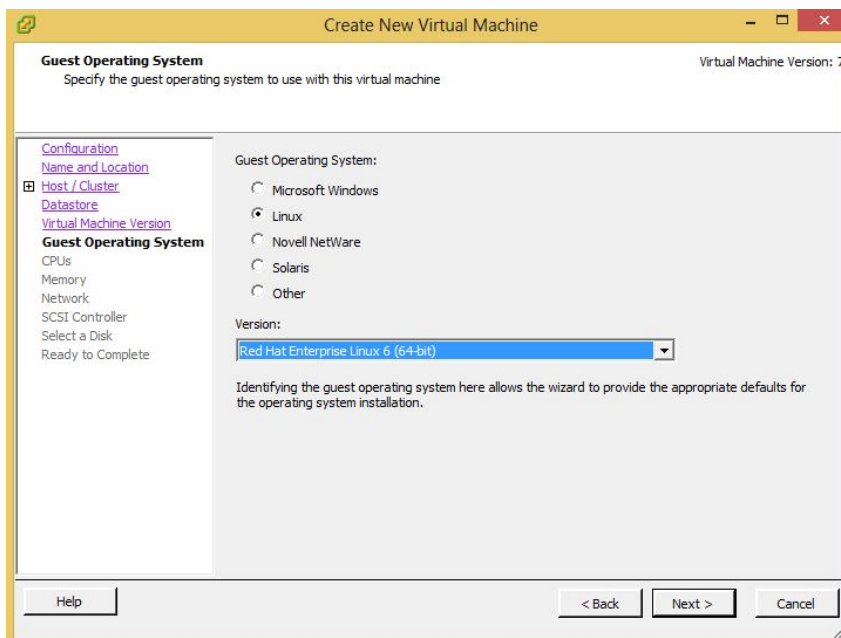 Create New Virtual Machine
Guest Operating System
Specify the guest operating system to use with this virtual machine
Virtual Machine Version: 7
Configuration
Name and Location
Host / Cluster
Datastore
Virtual Machine Version
Guest Operating System
CPUs
Memory
Network
SCSI Controller
Select a Disk
Ready to Complete
Guest Operating System:
Microsoft Windows
Linux
Novell NetWare
Solaris
Other
Version:
Red Hat Enterprise Linux 6 (64-bit)
Identifying the guest operating system here allows the wizard to provide the appropriate defaults for
the operating system installation.
Help
< Back
Next >
Cancel